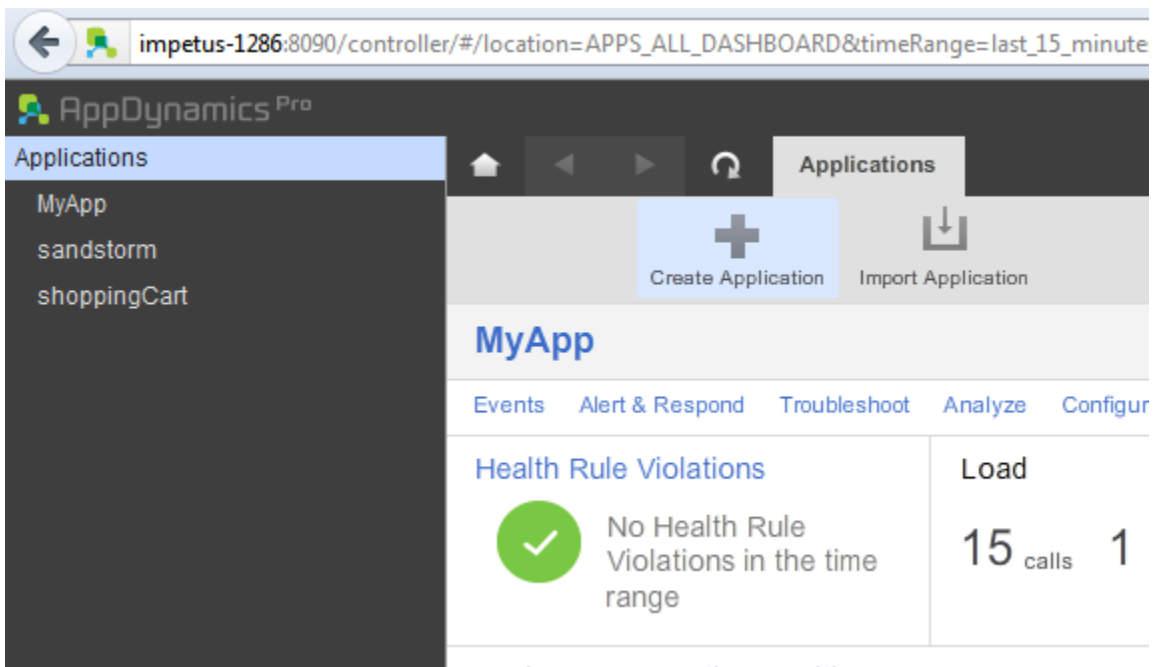 impetus-1286:8090/controller/#/location=APPS_ALL_DASHBOARD&timeRange=last_15_minute
AppDynamics Pro
Applications
MyApp
sandstorm
shoppingCart
Applications
Create Application
Import Application
MyApp
Events Alert & Respond Troubleshoot Analyze Configur
Health Rule Violations
No Health Rule
Violations in the time
range
Load
15 calls 1